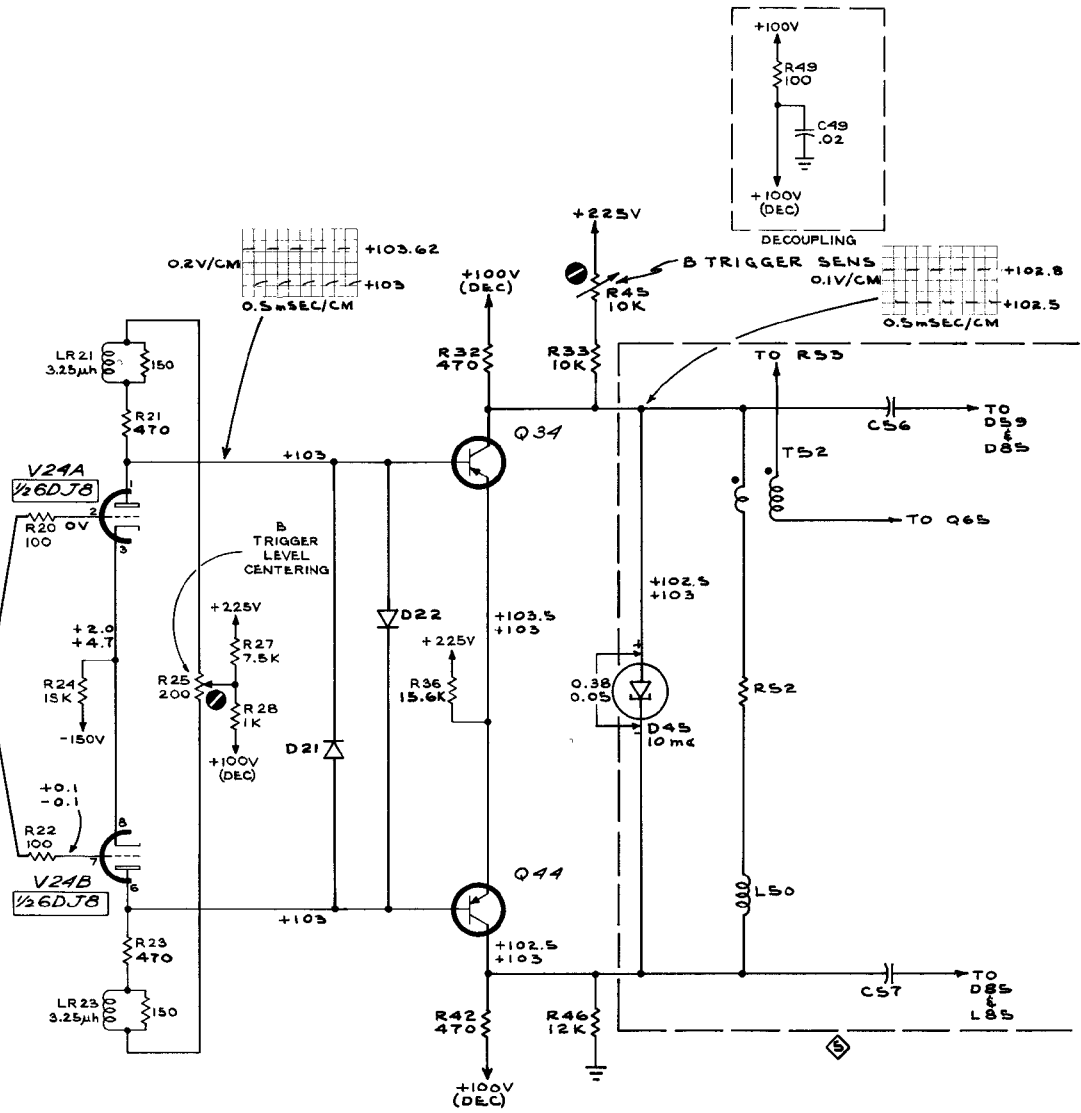 +100V
R49
100
C49
.02
+100V
(DEC)
DECOUPLING
+225V
B TRIGGER SENS
R45
10K
0.2V/CM
+103.62
+103
0.5mSEC/CM
+100V
(DEC)
0.1V/CM
+102.8
+102.5
0.5mSEC/CM
LR21
3.25μh
150
R21
470
R32
470
R33
10K
TO R53
C56
TO
D59
&
D85
T52
TO Q65
Q34
+103
V24A
½6DJ8
1
2
3
R20
100
0V
B
TRIGGER
LEVEL
CENTERING
+225V
R27
7.5K
R25
200
R28
1K
+100V
(DEC)
+2.0
+4.7
R24
15K
-150V
D22
D21
+103.5
+103
+225V
R36
15.6K
+102.5
+103
+
0.38
0.05
-
D45
10ma
R52
L50
+0.1
-0.1
R22
100
8
7
6
V24B
½6DJ8
Q44
+103
+102.5
+103
R23
470
LR23
3.25μh
150
R42
470
R46
12K
+100V
(DEC)
C57
TO
D85
&
L85
5